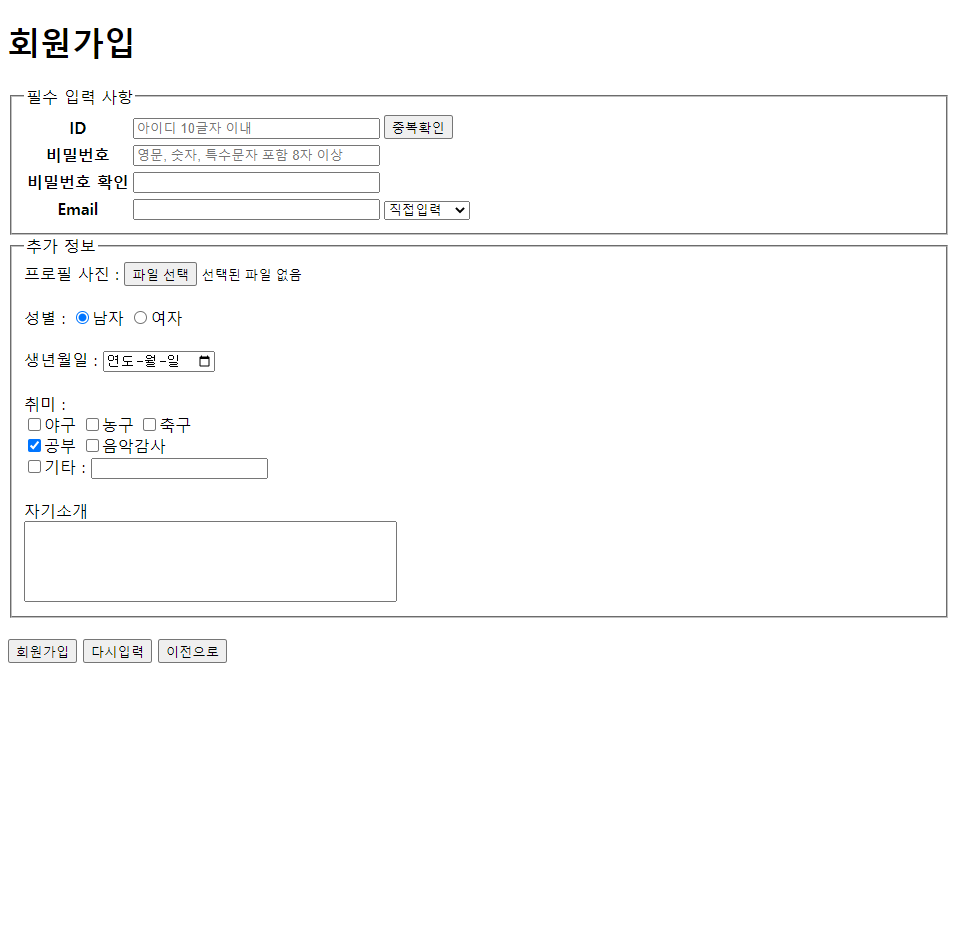 회원가입
필수 입력 사항
ID 아이디 10글자 이내 중복확인
비밀번호 영문, 숫자, 특수문자 포함 8자 이상
비밀번호 확인
Email 직접입력
추가 정보
프로필 사진 : 파일 선택 선택된 파일 없음
성별 : 남자 여자
생년월일 : 연도-월-일
취미 :
야구 농구 축구
공부 음악감사
기타 :
자기소개
회원가입 다시입력 이전으로